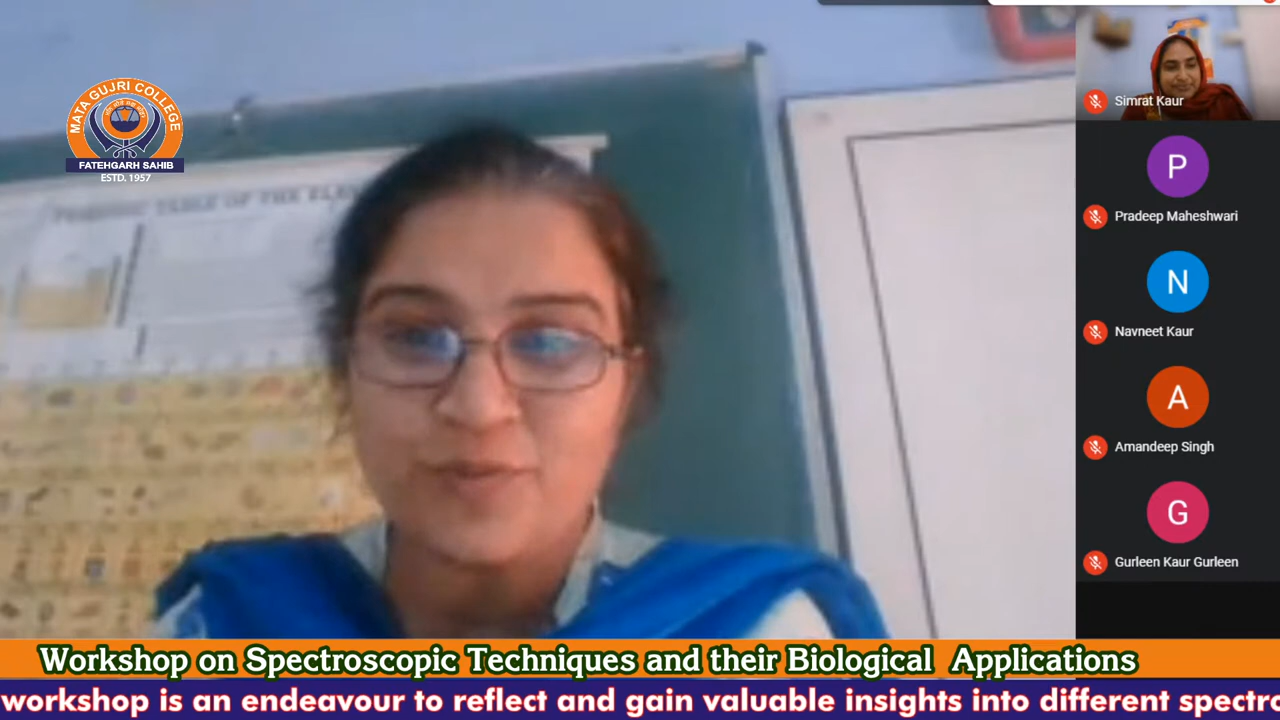 MATA GUJRI COLLEGE
FATEGARH SAHIB
ESTD. 1957
PERIODIC TABLE OF THE ELE
Simrat Kaur
P
Pradeep Maheshwari
N
Navneet Kaur
A
Amandeep Singh
G
Gurleen Kaur Gurleen
Workshop on Spectroscopic Techniques and their Biological Applications
workshop is an endeavour to reflect and gain valuable insights into different spectro